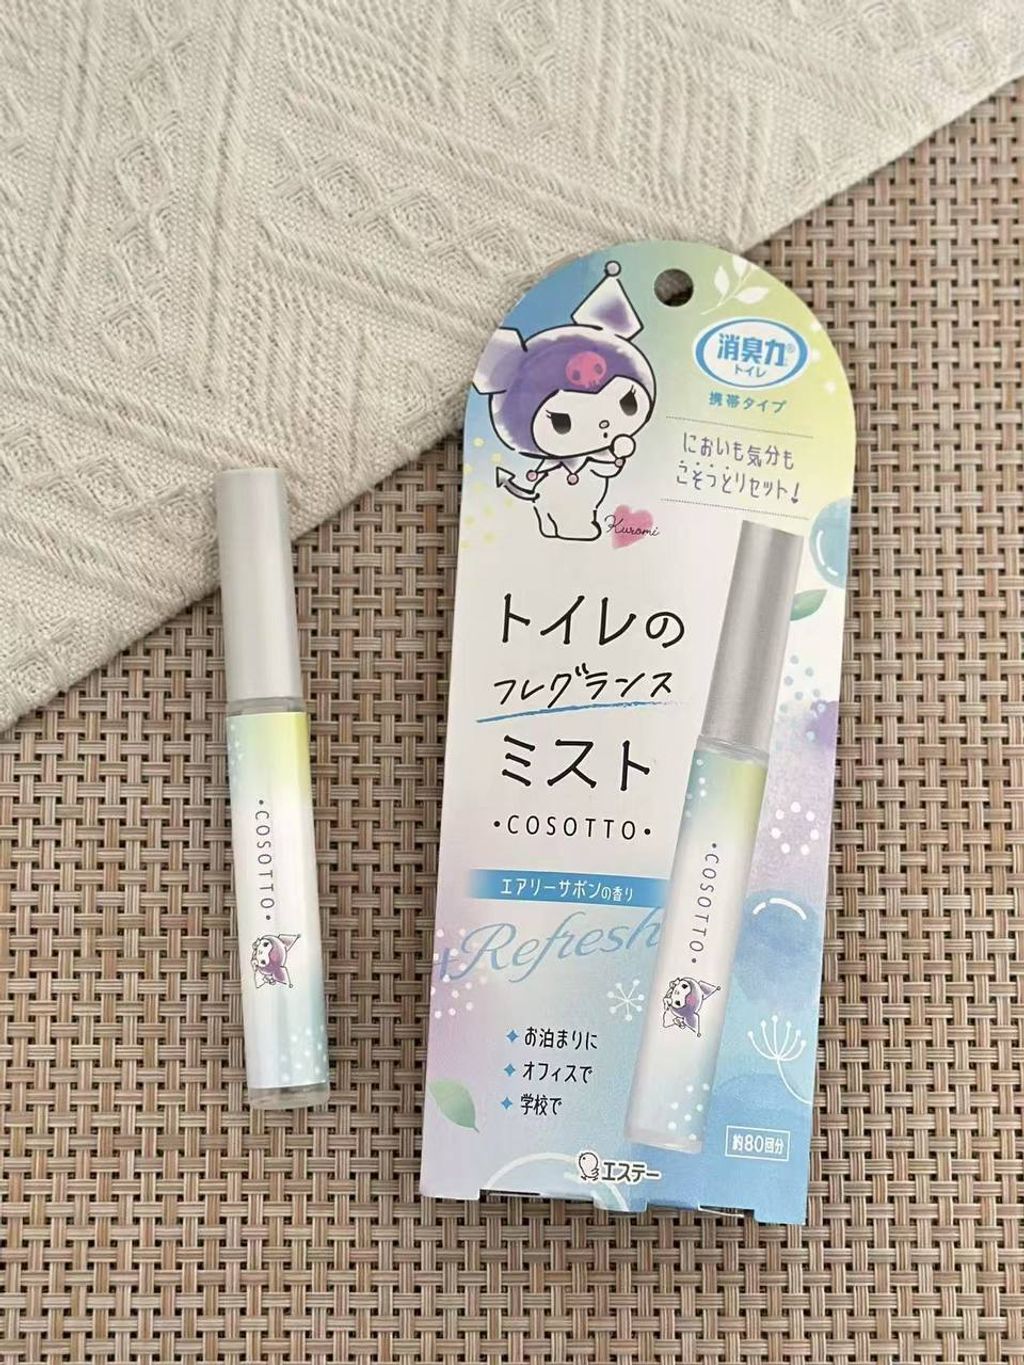 消臭力®
トイレ
携帯タイプ
においも気分も
こそっとリセット!
Kuromi
トイレの
フレグランス
ミスト
・COSOTTO・
エアリーサボンの香り
+Refresh
お泊まりに
オフィスで
学校で
約80回分
エステー
・COSOTTO・
・COSOTTO・